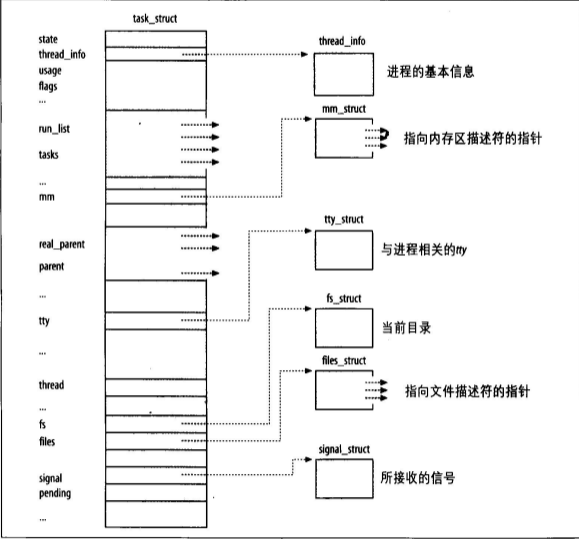 task_struct
state
thread_info
usage
flags
...
run_list
tasks
...
mm
real_parent
parent
...
tty
...
thread
...
fs
files
signal
pending
...
thread_info
进程的基本信息
mm_struct
指向内存区描述符的指针
tty_struct
与进程相关的tty
fs_struct
当前目录
files_struct
指向文件描述符的指针
signal_struct
所接收的信号